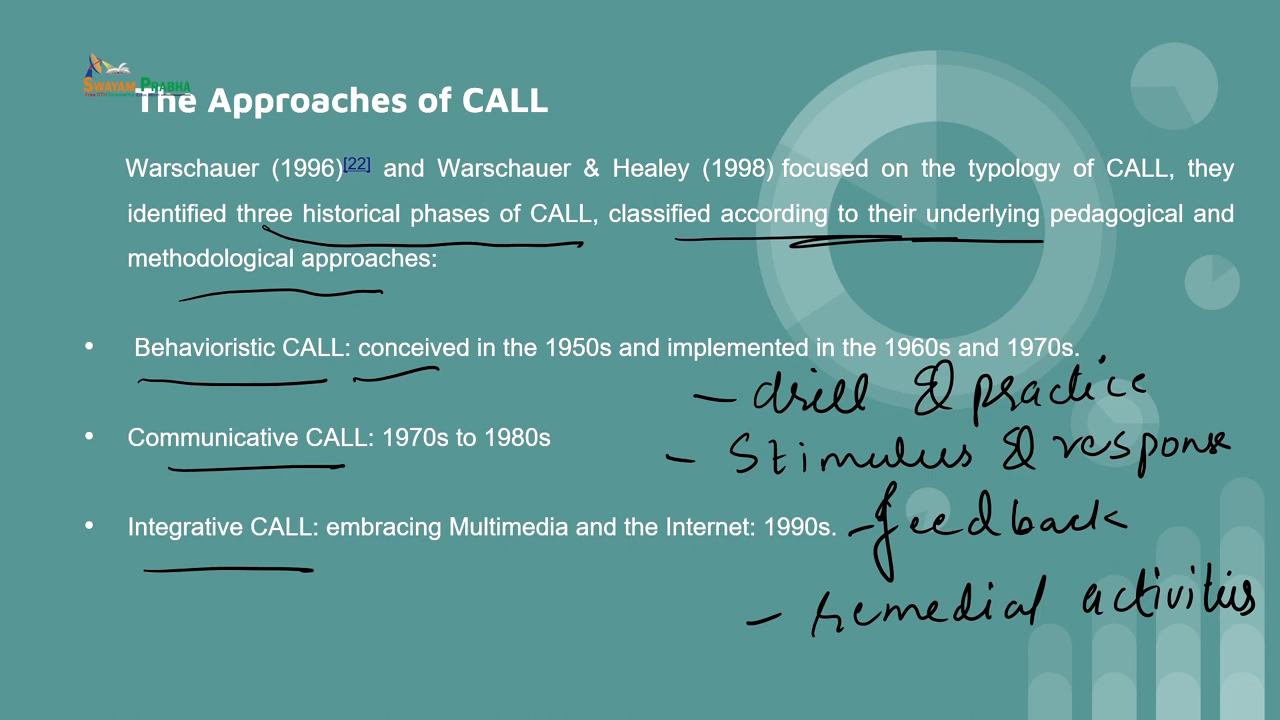 SWAYAM PRABHA
The Approaches of CALL
Warschauer (1996)[22] and Warschauer & Healey (1998) focused on the typology of CALL, they
identified three historical phases of CALL, classified according to their underlying pedagogical and
methodological approaches:
• Behavioristic CALL: conceived in the 1950s and implemented in the 1960s and 1970s.
- drill & practice
• Communicative CALL: 1970s to 1980s
- Stimulus & response
• Integrative CALL: embracing Multimedia and the Internet: 1990s.
- feedback
- remedial activities